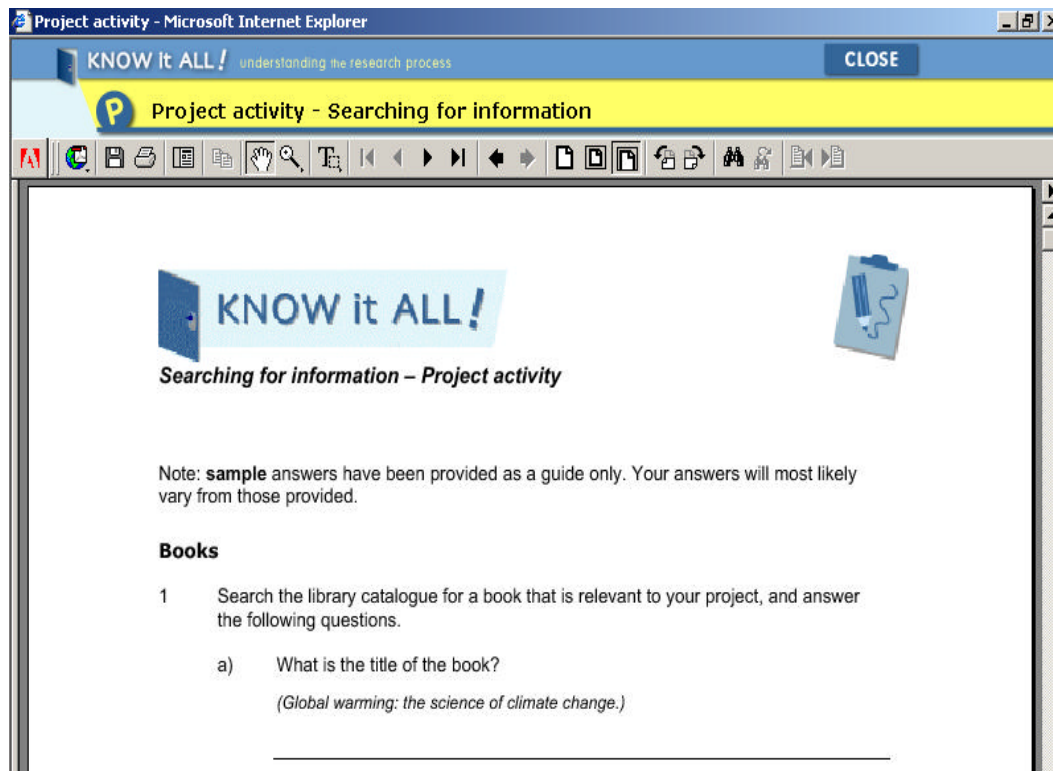 Project activity - Microsoft Internet Explorer
KNOW it ALL! understanding the research process
CLOSE
P Project activity - Searching for information
KNOW it ALL!
Searching for information – Project activity
Note: sample answers have been provided as a guide only. Your answers will most likely
vary from those provided.
Books
1 Search the library catalogue for a book that is relevant to your project, and answer
the following questions.
a) What is the title of the book?
(Global warming: the science of climate change.)